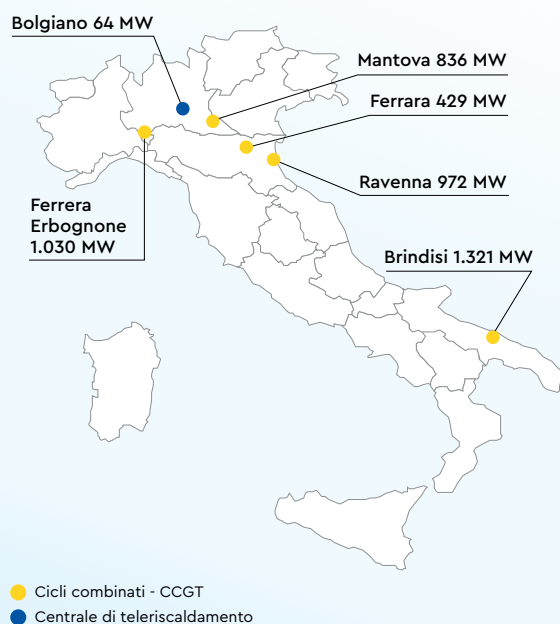 Bolgiano 64 MW
Mantova 836 MW
Ferrara 429 MW
Ravenna 972 MW
Ferrera
Erbognone
1.030 MW
Brindisi 1.321 MW
Cicli combinati - CCGT
Centrale di teleriscaldamento